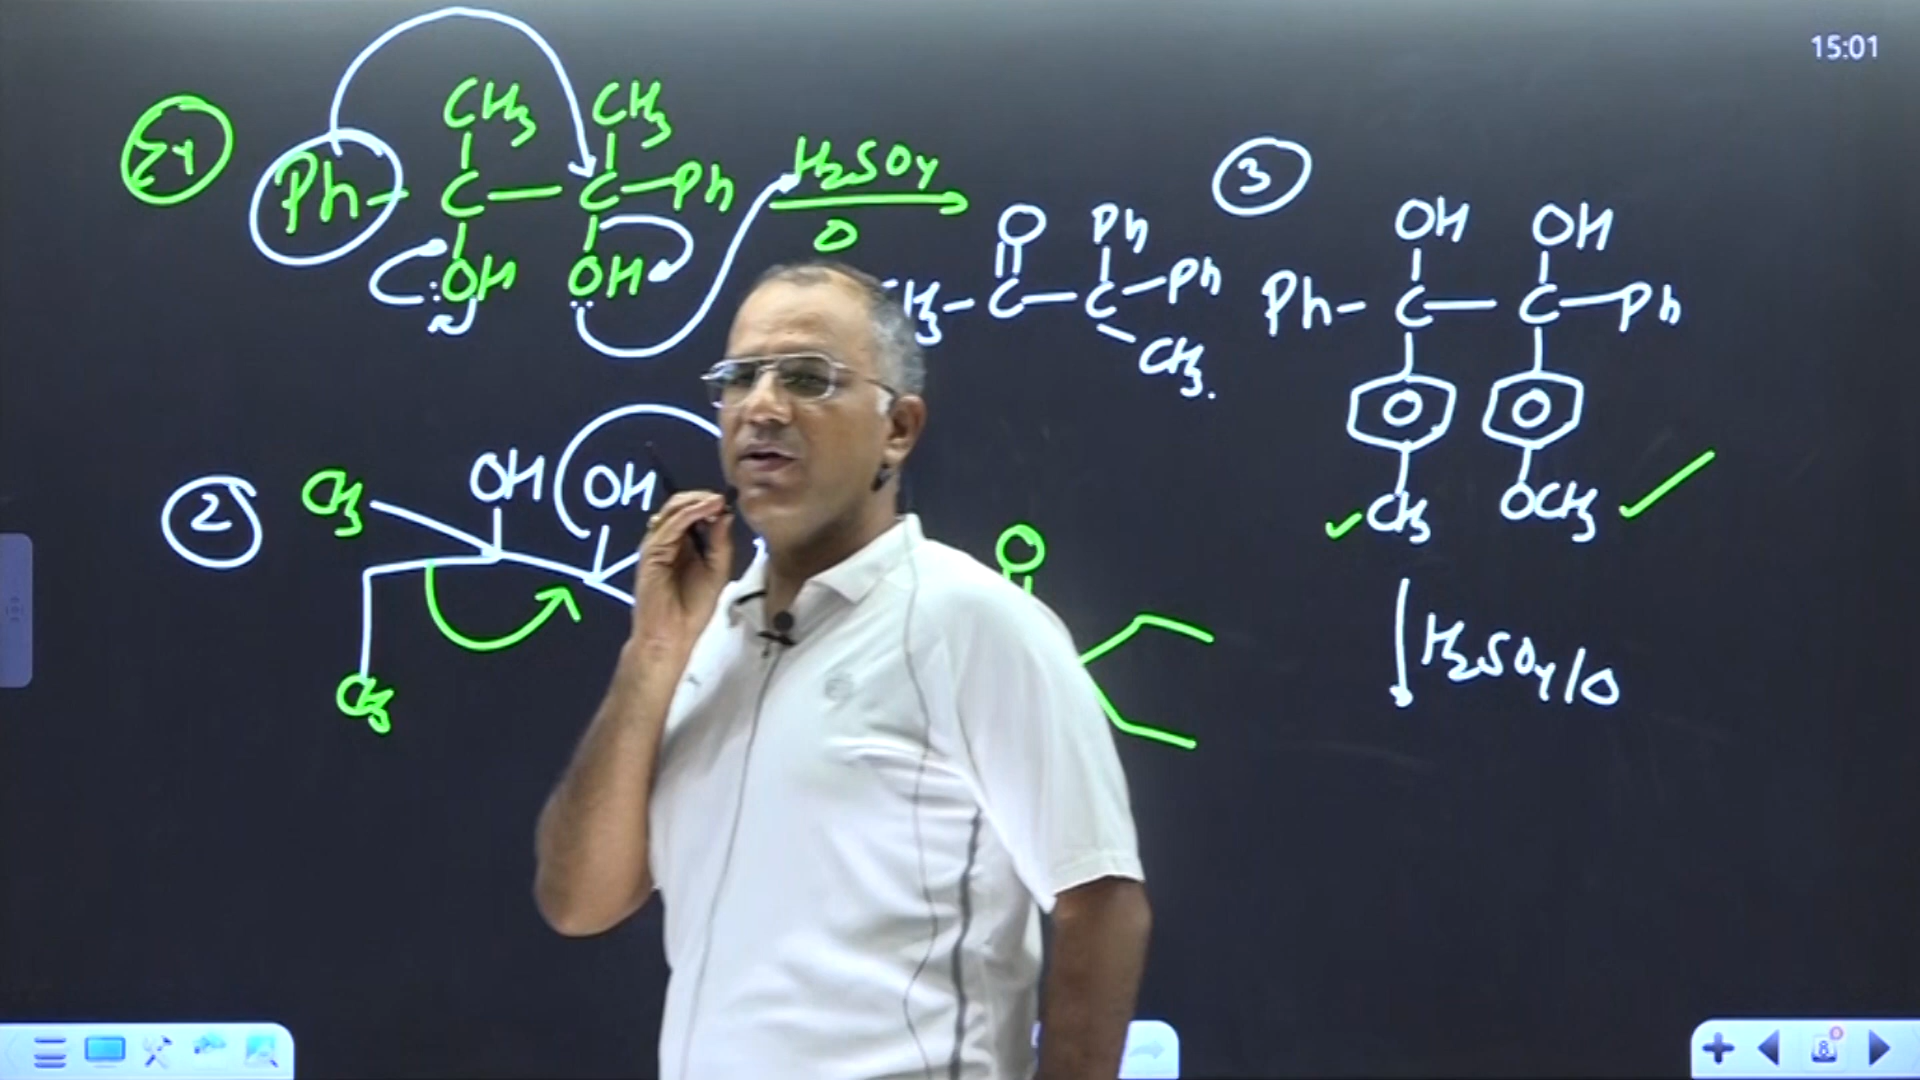 15:01
Ex
CH3 CH3
Ph-C-C-Ph
OH OH
H2SO4
Δ
O Ph
CH3-C-C-Ph
CH3.
3
OH OH
Ph-C-C-Ph
CH3 OCH3
H2SO4/Δ
2
CH3 OH OH
CH3
O
8